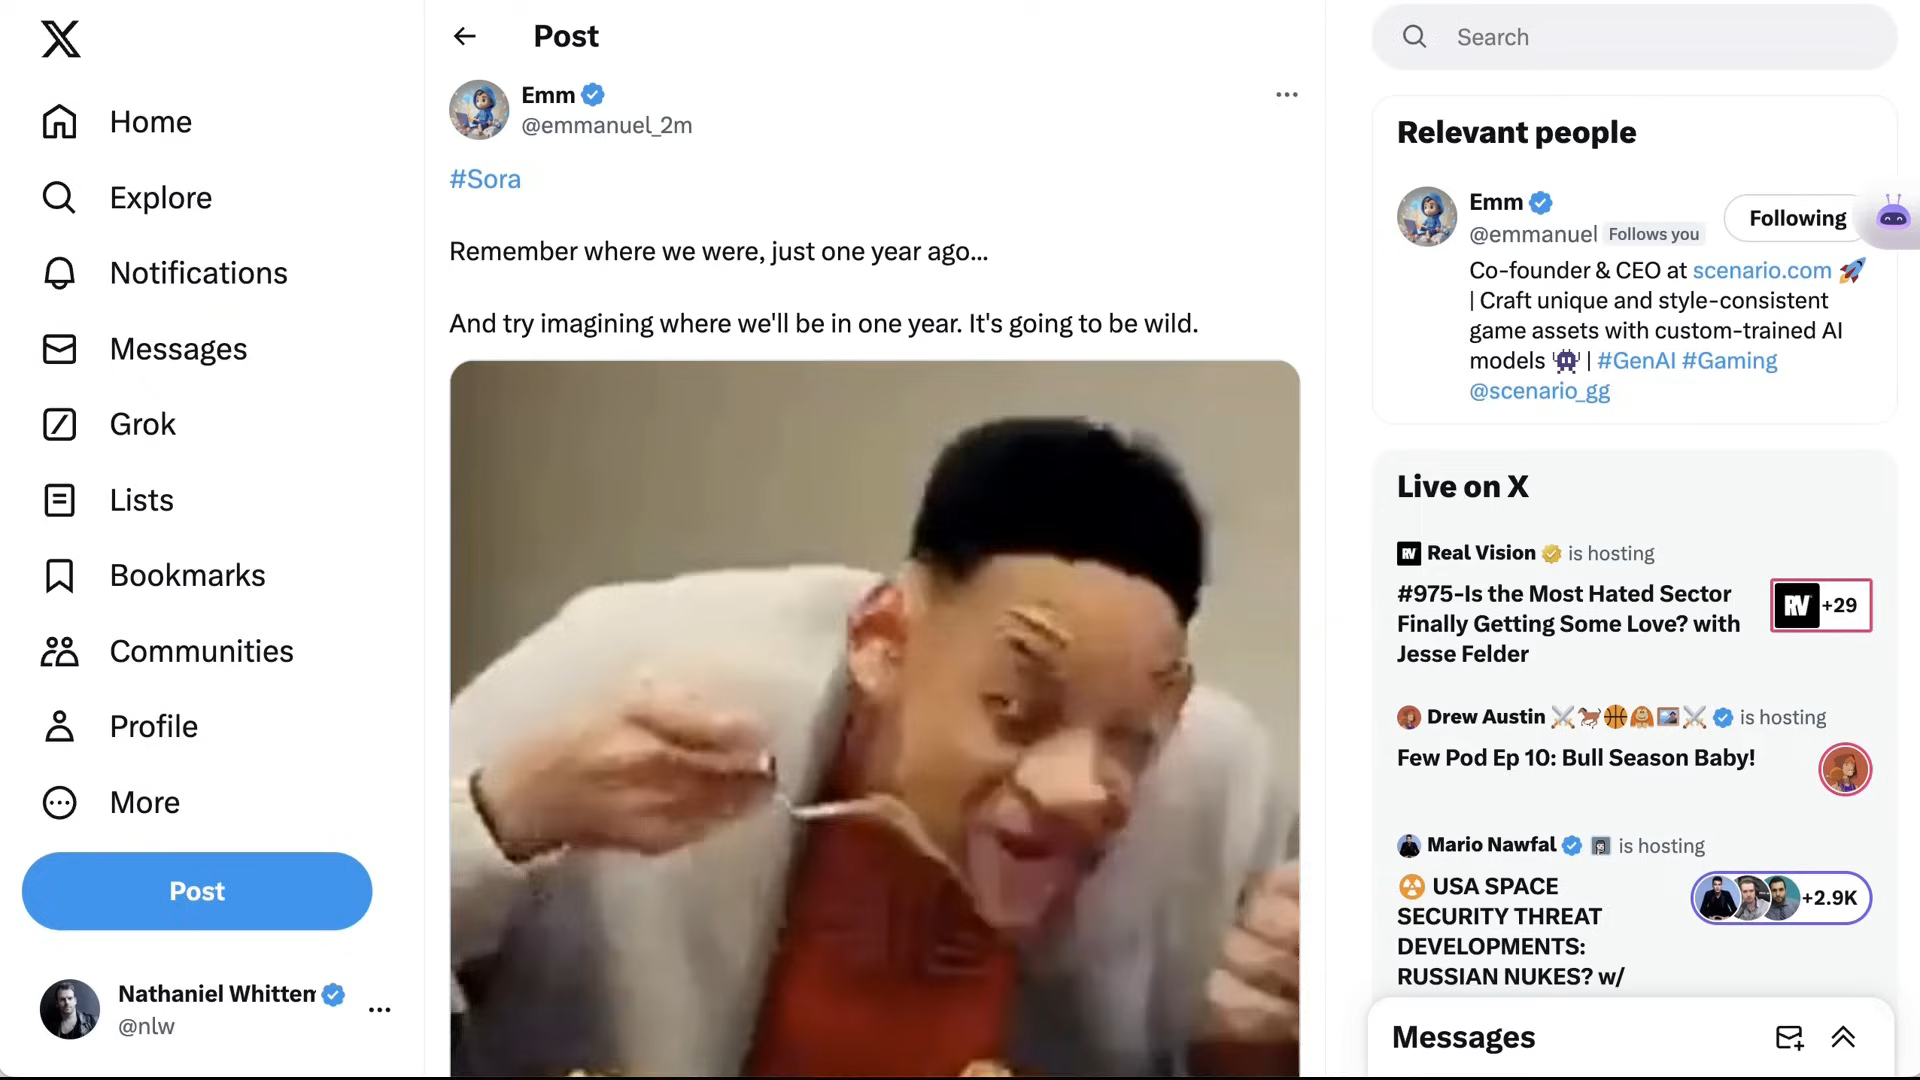 Home
Explore
Notifications
Messages
Grok
Lists
Bookmarks
Communities
Profile
More
Post
Nathaniel Whittem
@nlw
Post
Emm
@emmanuel_2m
#Sora
Remember where we were, just one year ago...
And try imagining where we'll be in one year. It's going to be wild.
Search
Relevant people
Emm
@emmanuel Follows you
Following
Co-founder & CEO at scenario.com
| Craft unique and style-consistent
game assets with custom-trained AI
models | #GenAI #Gaming
@scenario_gg
Live on X
RV Real Vision is hosting
#975-Is the Most Hated Sector
Finally Getting Some Love? with
Jesse Felder
RV +29
Drew Austin is hosting
Few Pod Ep 10: Bull Season Baby!
Mario Nawfal is hosting
USA SPACE
SECURITY THREAT
DEVELOPMENTS:
RUSSIAN NUKES? w/
+2.9K
Messages